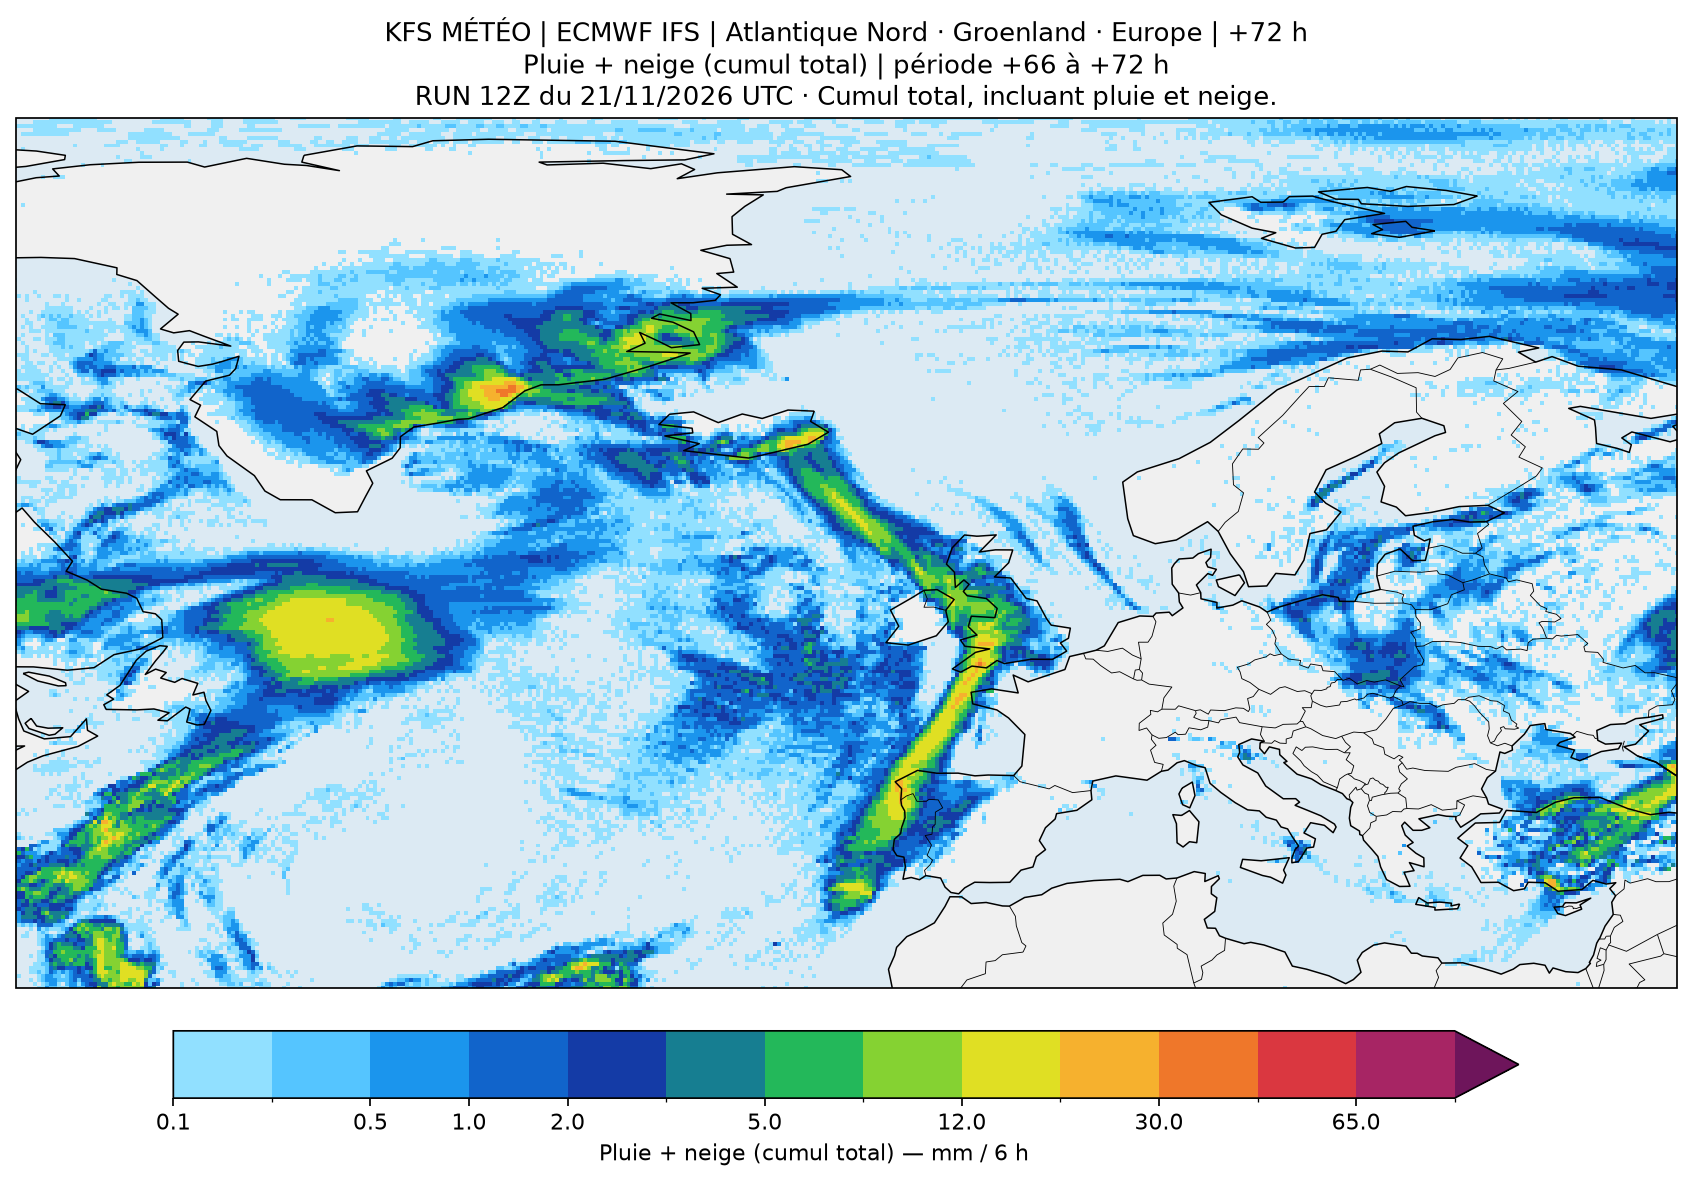 KFS MÉTÉO | ECMWF IFS | Atlantique Nord · Groenland · Europe | +72 h
Pluie + neige (cumul total) | période +66 à +72 h
RUN 12Z du 21/11/2026 UTC · Cumul total, incluant pluie et neige.
0.1 0.5 1.0 2.0 5.0 12.0 30.0 65.0
Pluie + neige (cumul total) — mm / 6 h